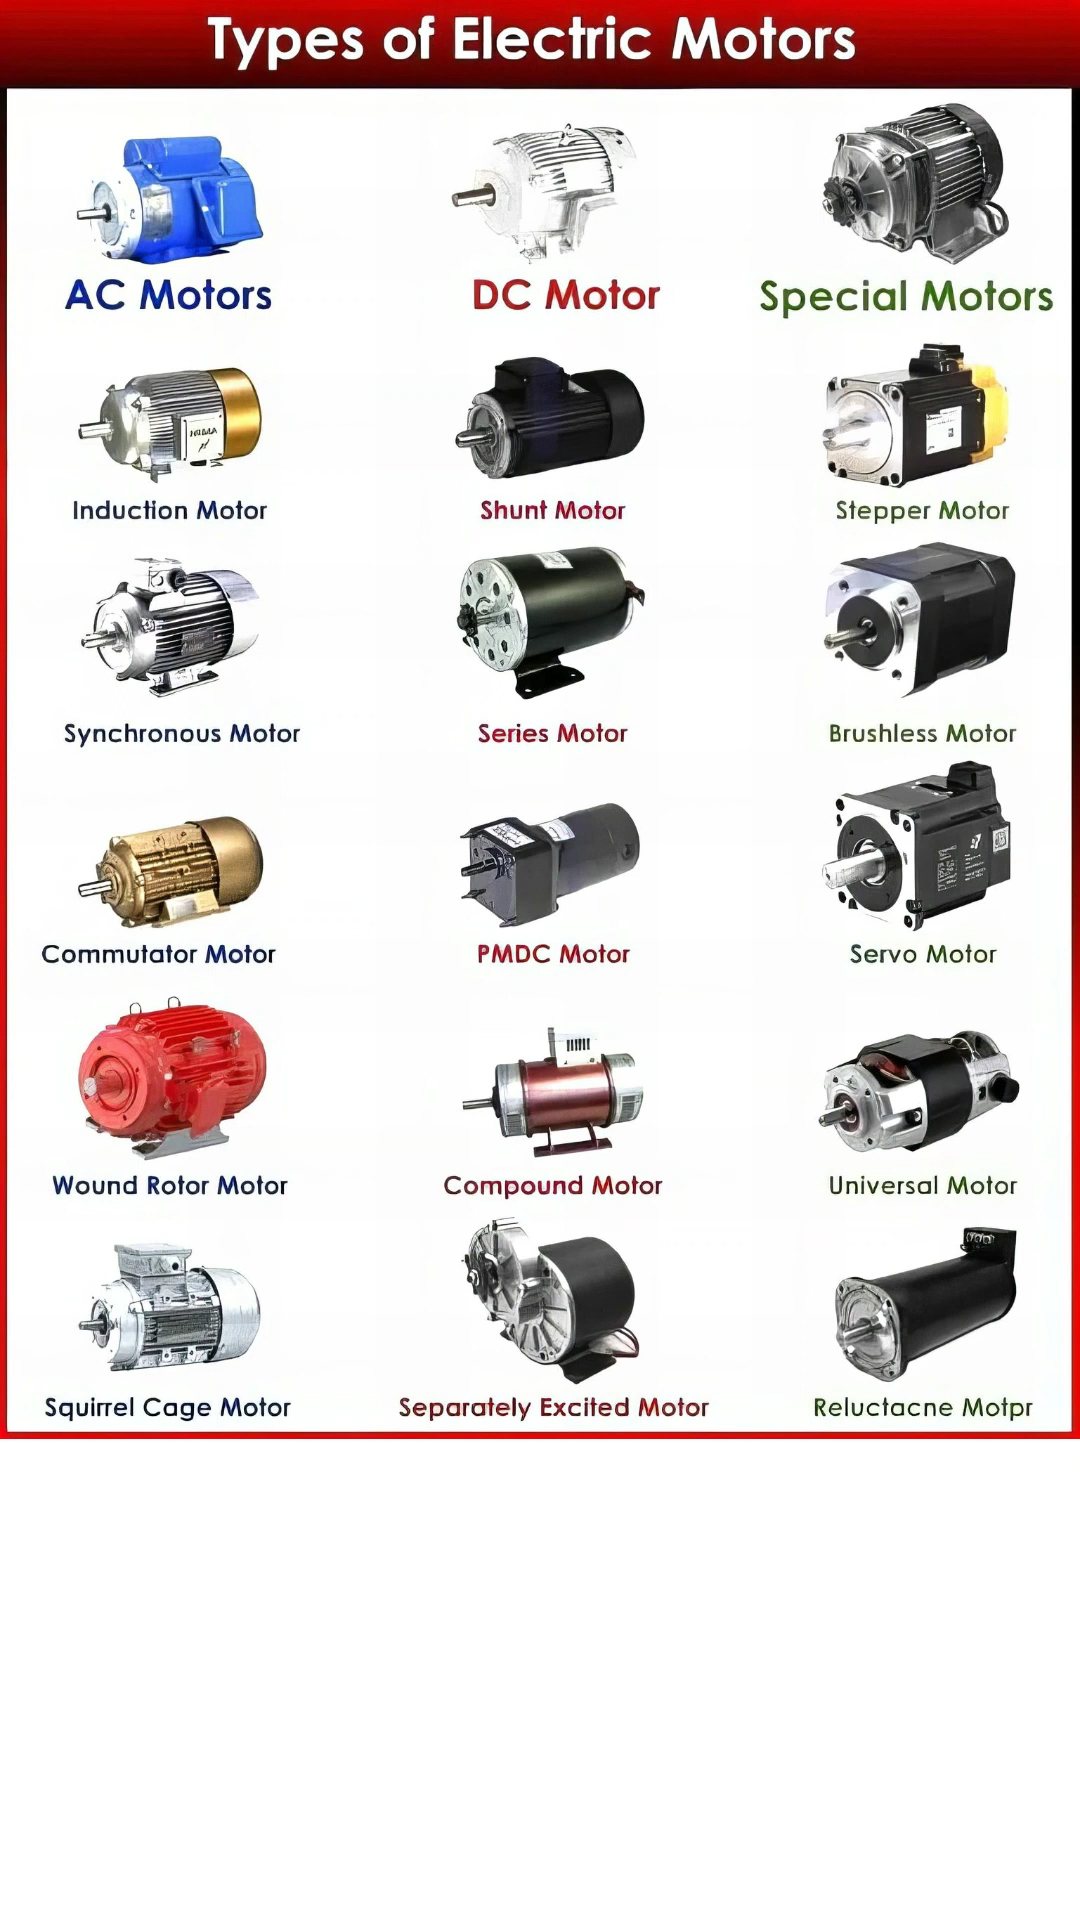 Types of Electric Motors
AC Motors
DC Motor
Special Motors
Induction Motor
Shunt Motor
Stepper Motor
Synchronous Motor
Series Motor
Brushless Motor
Commutator Motor
PMDC Motor
Servo Motor
Wound Rotor Motor
Compound Motor
Universal Motor
Squirrel Cage Motor
Separately Excited Motor
Reluctacne Motpr